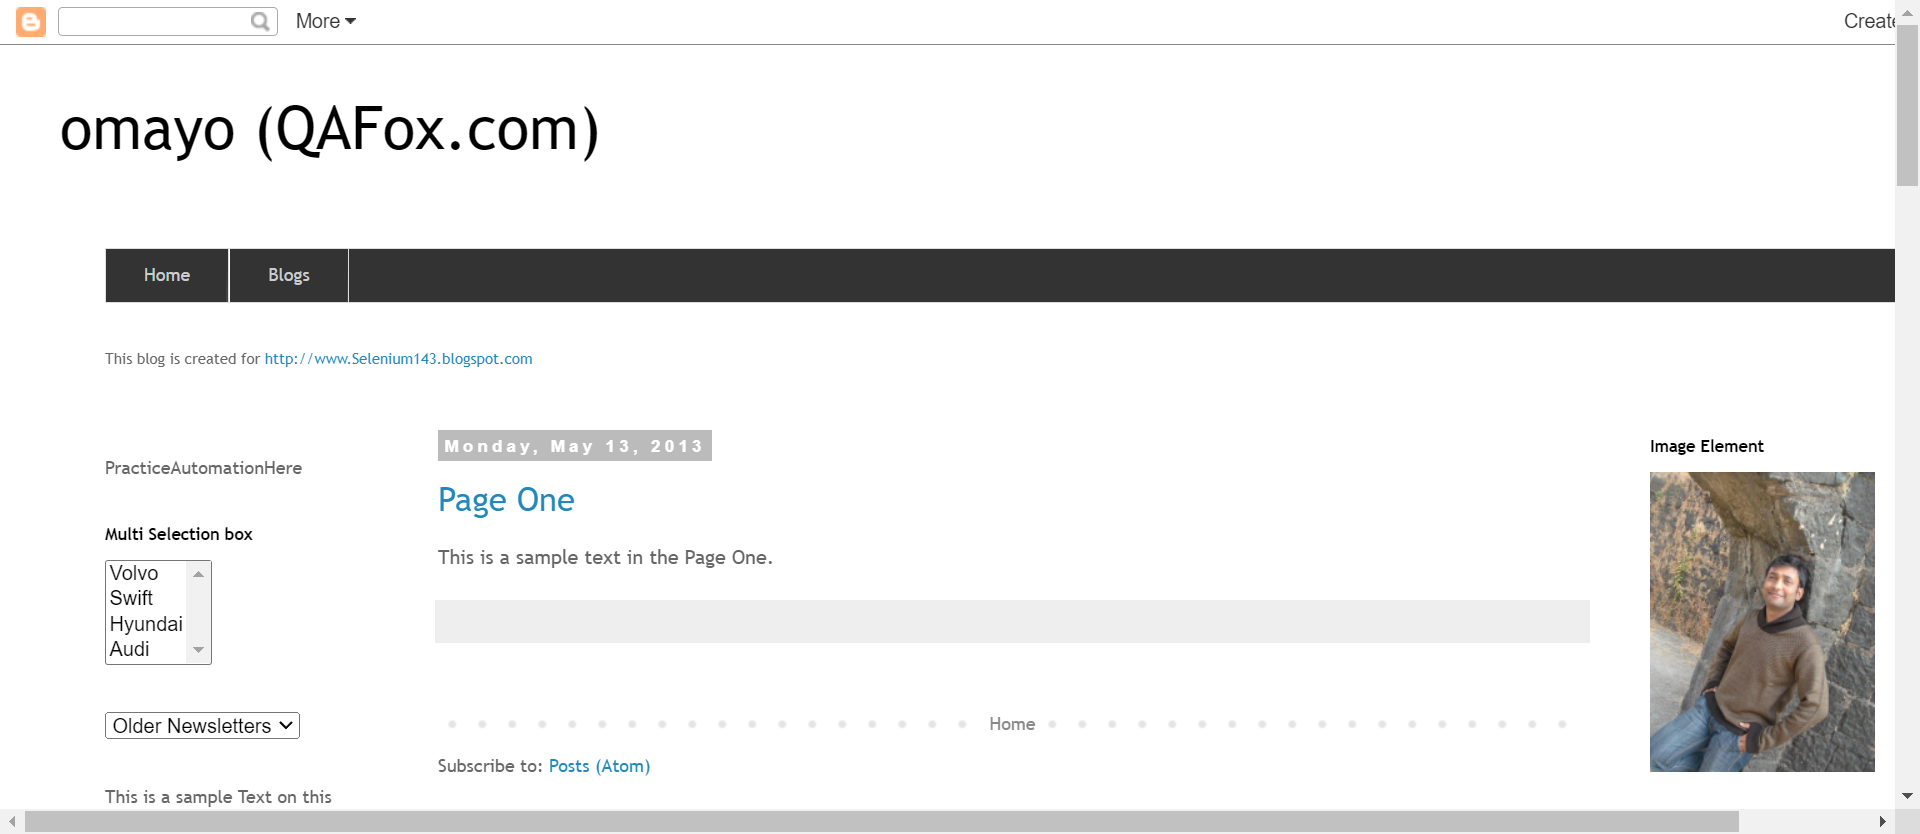 More
Create
omayo (QAFox.com)
Home
Blogs
This blog is created for http://www.Selenium143.blogspot.com
PracticeAutomationHere
Multi Selection box
Volvo
Swift
Hyundai
Audi
Older Newsletters
This is a sample Text on this
Monday, May 13, 2013
Page One
This is a sample text in the Page One.
Home
Subscribe to: Posts (Atom)
Image Element